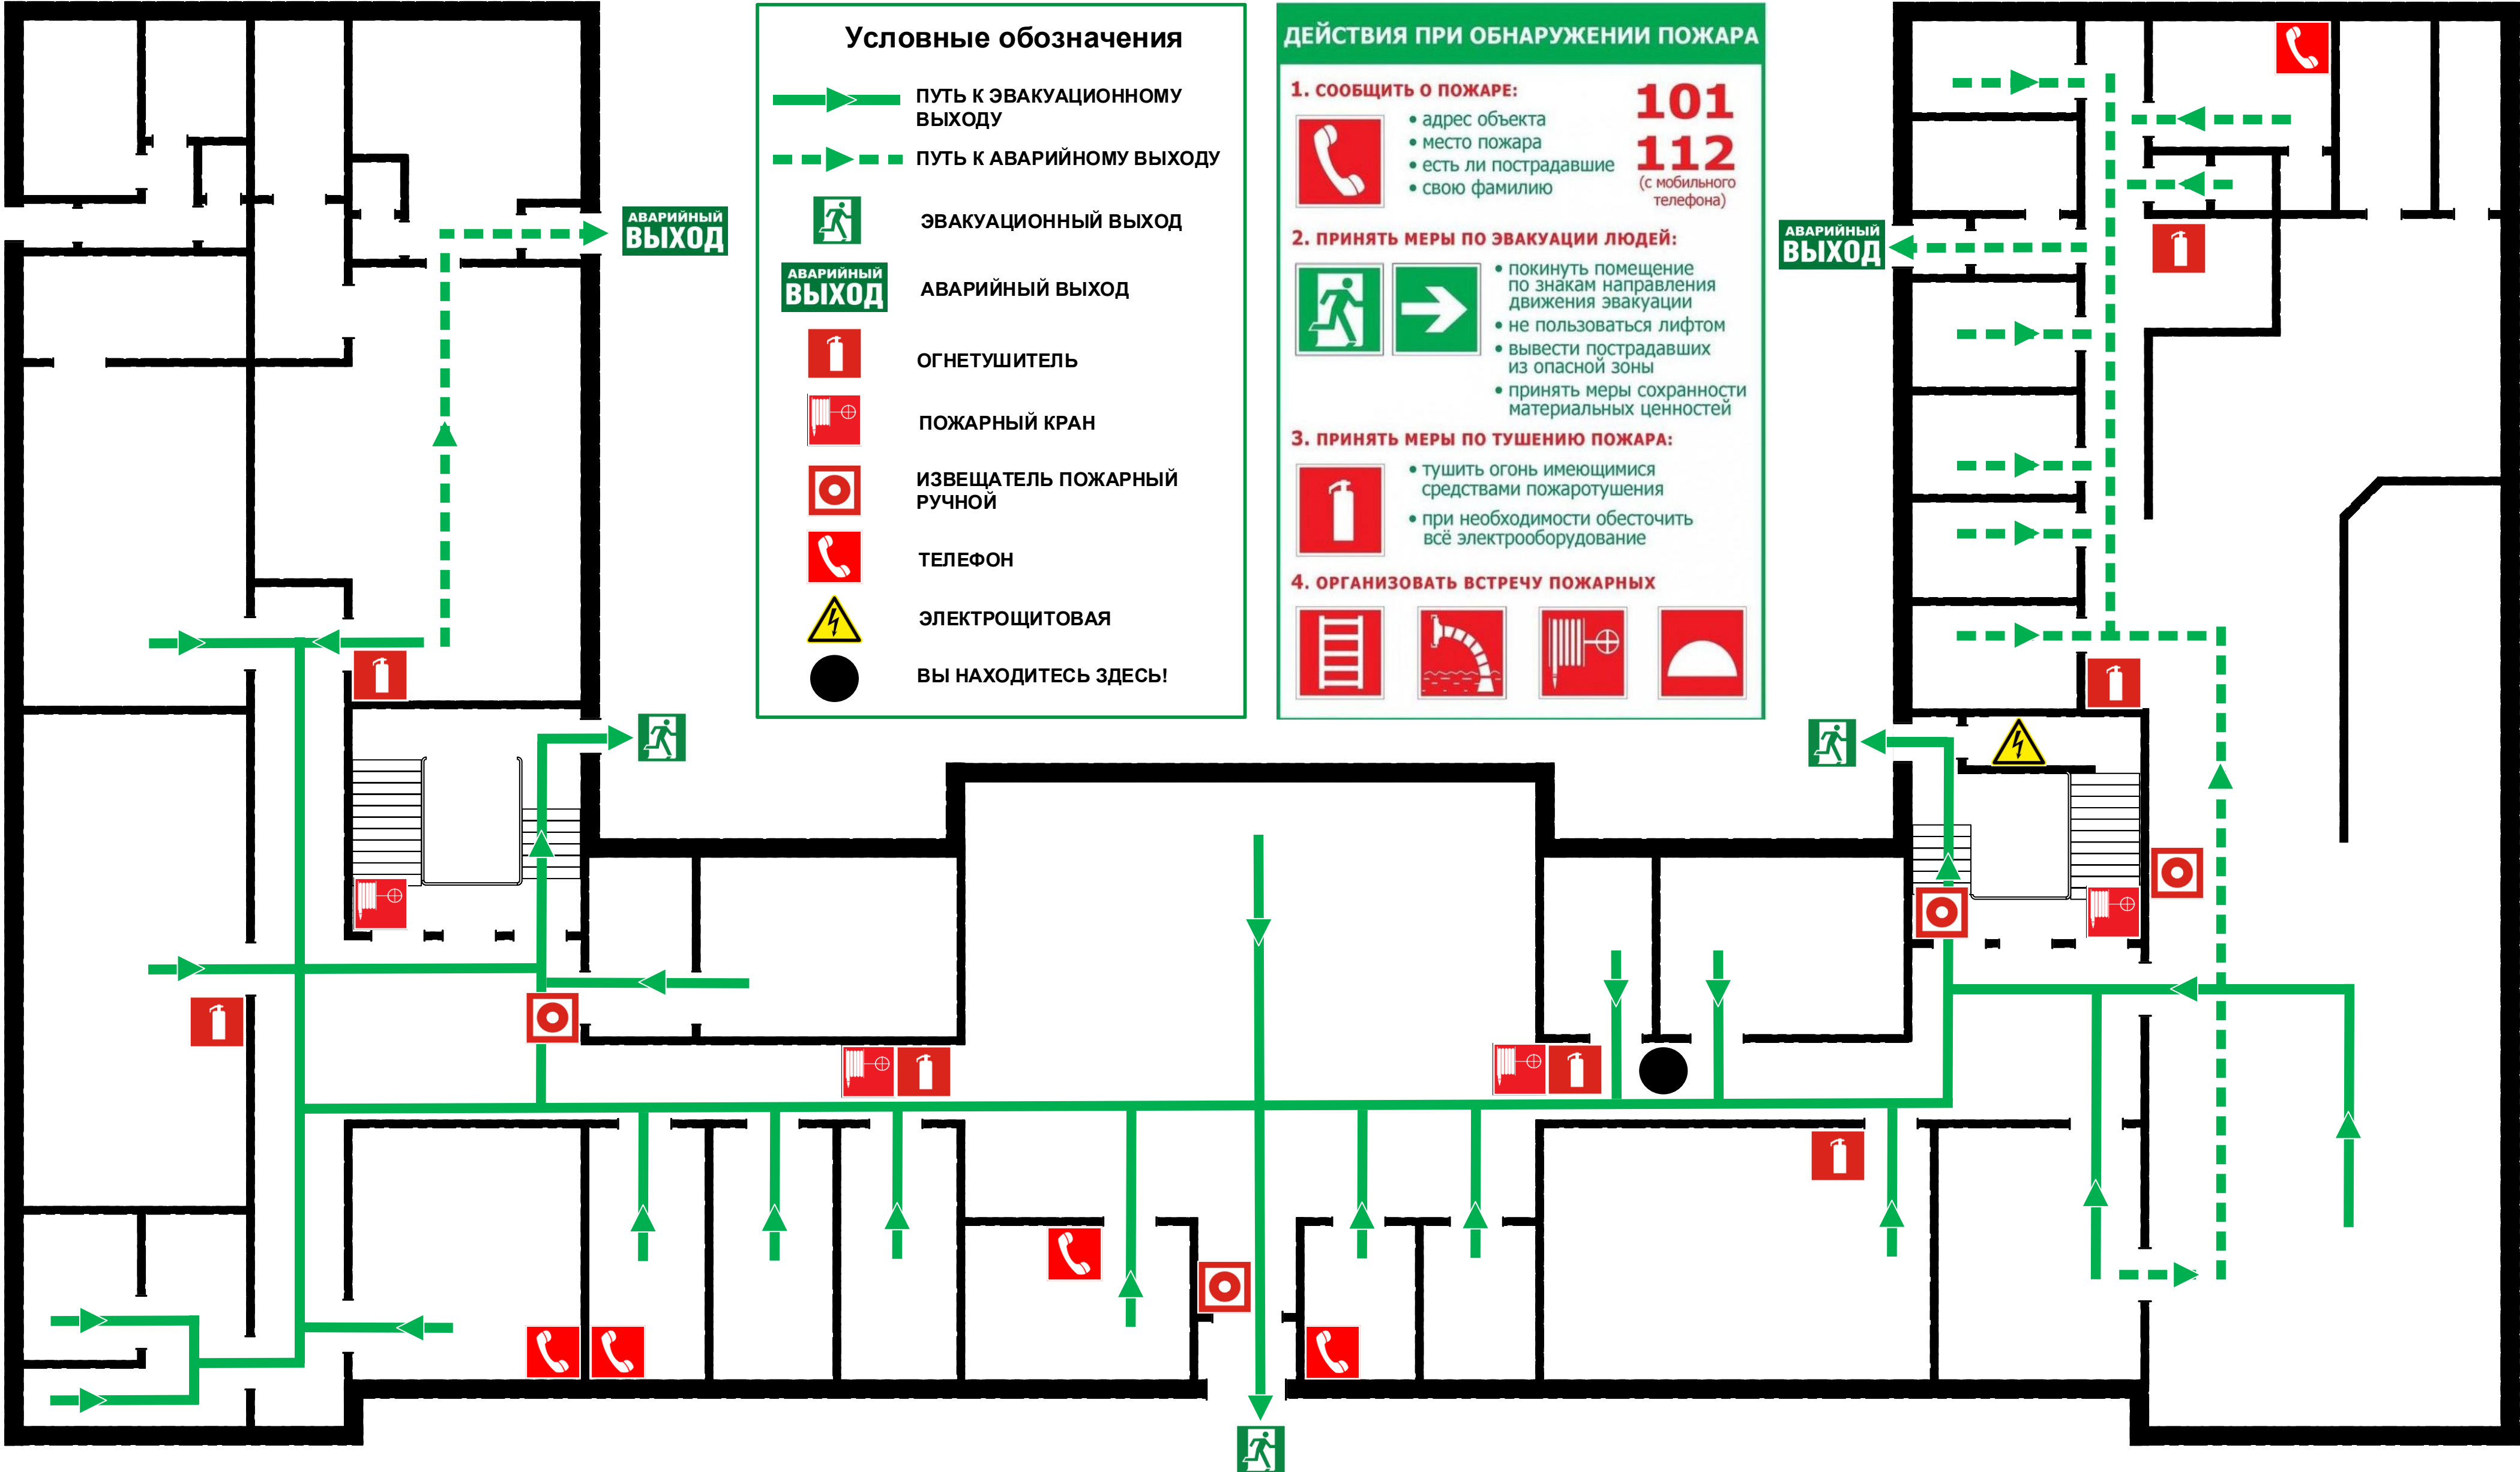 АВАРИЙНЫЙ
ВЫХОД
Условные обозначения
ПУТЬ К ЭВАКУАЦИОННОМУ
ВЫХОДУ
ПУТЬ К АВАРИЙНОМУ ВЫХОДУ
ЭВАКУАЦИОННЫЙ ВЫХОД
АВАРИЙНЫЙ
ВЫХОД
АВАРИЙНЫЙ ВЫХОД
ОГНЕТУШИТЕЛЬ
ПОЖАРНЫЙ КРАН
ИЗВЕЩАТЕЛЬ ПОЖАРНЫЙ
РУЧНОЙ
ТЕЛЕФОН
ЭЛЕКТРОЩИТОВАЯ
ВЫ НАХОДИТЕСЬ ЗДЕСЬ!
ДЕЙСТВИЯ ПРИ ОБНАРУЖЕНИИ ПОЖАРА
1. СООБЩИТЬ О ПОЖАРЕ:
• адрес объекта
• место пожара
• есть ли пострадавшие
• свою фамилию
101
112
(с мобильного
телефона)
2. ПРИНЯТЬ МЕРЫ ПО ЭВАКУАЦИИ ЛЮДЕЙ:
• покинуть помещение
по знакам направления
движения эвакуации
• не пользоваться лифтом
• вывести пострадавших
из опасной зоны
• принять меры сохранности
материальных ценностей
3. ПРИНЯТЬ МЕРЫ ПО ТУШЕНИЮ ПОЖАРА:
• тушить огонь имеющимися
средствами пожаротушения
• при необходимости обесточить
всё электрооборудование
4. ОРГАНИЗОВАТЬ ВСТРЕЧУ ПОЖАРНЫХ
АВАРИЙНЫЙ
ВЫХОД